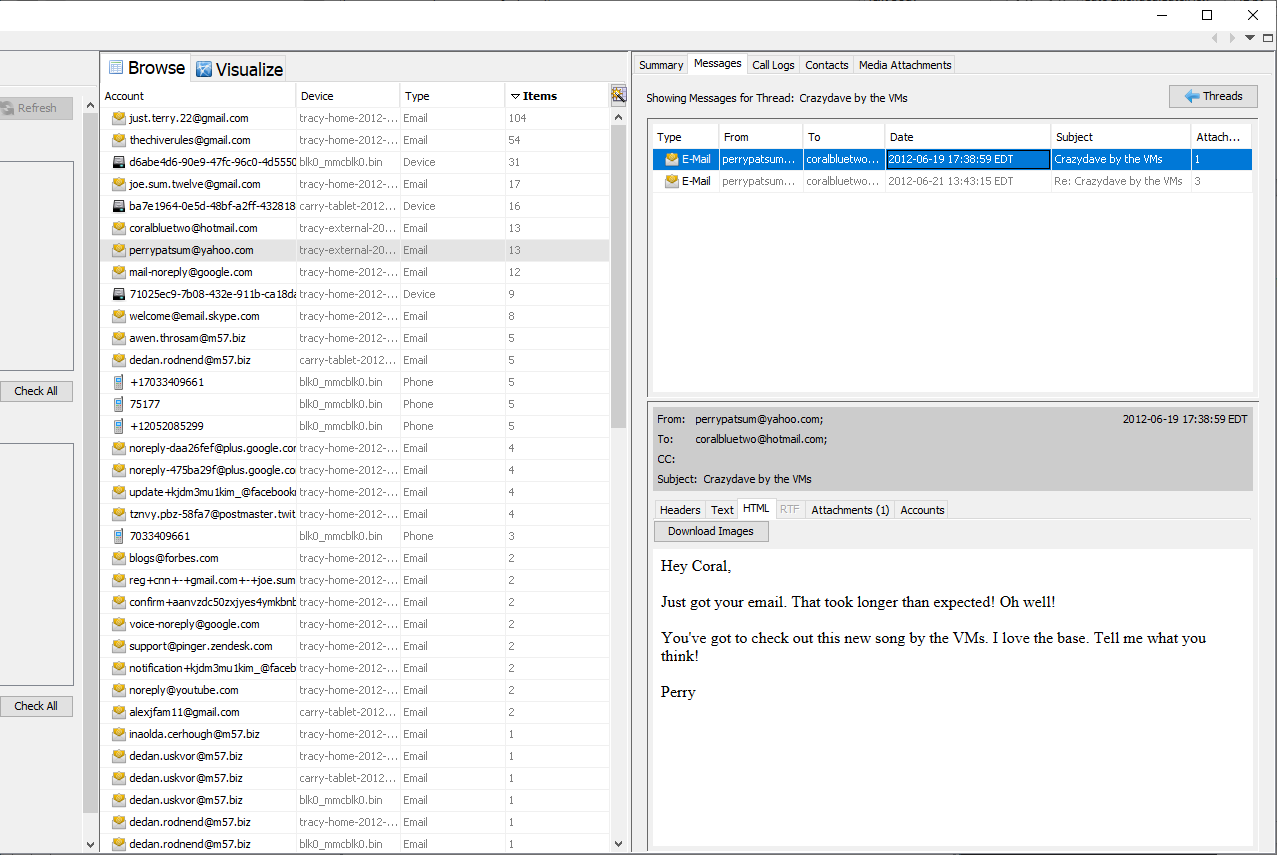 Refresh
Check All
Check All
Browse Visualize
Account Device Type Items
just.terry.22@gmail.com tracy-home-2012-... Email 104
thechiverules@gmail.com tracy-home-2012-... Email 54
d6abe4d6-90e9-47fc-96c0-4d5550 blk0_mmcblk0.bin Device 31
joe.sum.twelve@gmail.com tracy-home-2012-... Email 17
ba7e1964-0e5d-48bf-a2ff-432818 carry-tablet-2012... Device 16
coralbluetwo@hotmail.com tracy-external-20... Email 13
perrypatsum@yahoo.com tracy-external-20... Email 13
mail-noreply@google.com tracy-home-2012-... Email 12
71025ec9-7b08-432e-911b-ca18da tracy-home-2012-... Device 9
welcome@email.skype.com tracy-home-2012-... Email 8
awen.throsam@m57.biz tracy-home-2012-... Email 5
dedan.rodnend@m57.biz carry-tablet-2012... Email 5
+17033409661 blk0_mmcblk0.bin Phone 5
75177 blk0_mmcblk0.bin Phone 5
+12052085299 blk0_mmcblk0.bin Phone 5
noreply-daa26fef@plus.google.com tracy-home-2012-... Email 4
noreply-475ba29f@plus.google.co tracy-home-2012-... Email 4
update+kjdm3mu1kim_@facebook tracy-home-2012-... Email 4
tznvy.pbz-58fa7@postmaster.twit tracy-home-2012-... Email 4
7033409661 blk0_mmcblk0.bin Phone 3
blogs@forbes.com tracy-home-2012-... Email 2
reg+cnn+-+gmail.com+-+joe.sum tracy-home-2012-... Email 2
confirm+aanvzdc50zxjyes4ymkbnb tracy-home-2012-... Email 2
voice-noreply@google.com tracy-home-2012-... Email 2
support@pinger.zendesk.com tracy-home-2012-... Email 2
notification+kjdm3mu1kim_@faceb tracy-home-2012-... Email 2
noreply@youtube.com tracy-home-2012-... Email 2
alexjfam11@gmail.com carry-tablet-2012... Email 2
inaolda.cerhough@m57.biz tracy-home-2012-... Email 1
dedan.uskvor@m57.biz tracy-home-2012-... Email 1
dedan.uskvor@m57.biz carry-tablet-2012... Email 1
dedan.uskvor@m57.biz blk0_mmcblk0.bin Email 1
dedan.rodnend@m57.biz tracy-home-2012-... Email 1
dedan.rodnend@m57.biz blk0_mmcblk0.bin Email 1
Summary Messages Call Logs Contacts Media Attachments
Showing Messages for Thread: Crazydave by the VMs Threads
Type From To Date Subject Attach...
E-Mail perrypatsum... coralbluetwo... 2012-06-19 17:38:59 EDT Crazydave by the VMs 1
E-Mail perrypatsum... coralbluetwo... 2012-06-21 13:43:15 EDT Re: Crazydave by the VMs 3
From: perrypatsum@yahoo.com; 2012-06-19 17:38:59 EDT
To: coralbluetwo@hotmail.com;
CC:
Subject: Crazydave by the VMs
Headers Text HTML RTF Attachments (1) Accounts
Download Images
Hey Coral,
Just got your email. That took longer than expected! Oh well!
You've got to check out this new song by the VMs. I love the base. Tell me what you
think!
Perry